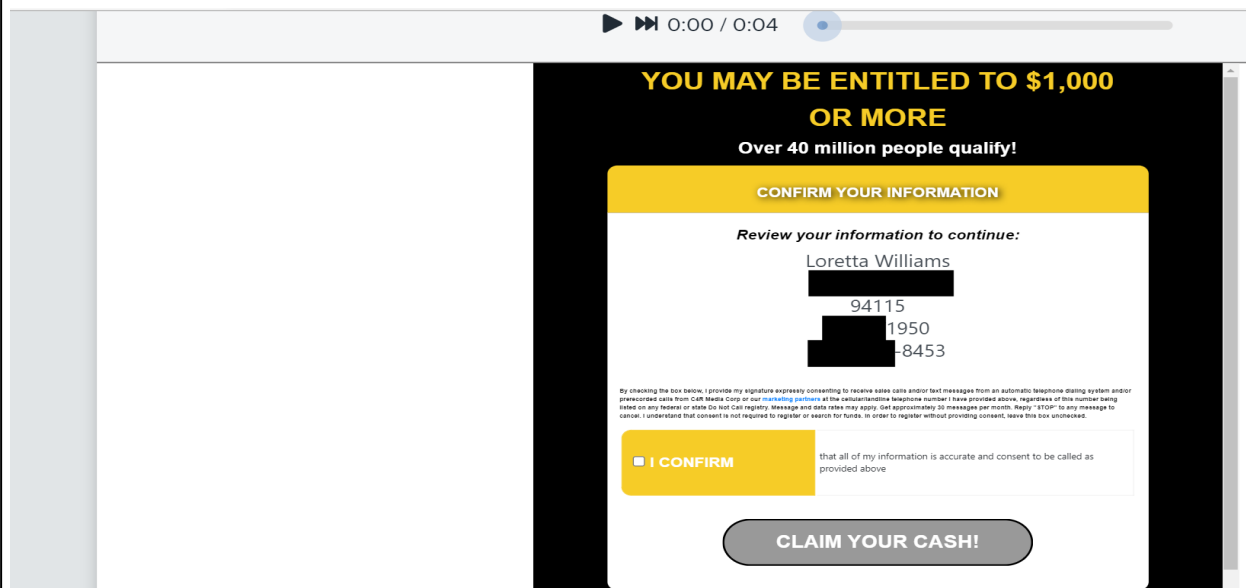 0:00 / 0:04
YOU MAY BE ENTITLED TO $1,000
OR MORE
Over 40 million people qualify!
CONFIRM YOUR INFORMATION
Review your information to continue:
Loretta Williams
94115
1950
-8453
By checking the box below, I provide my signature expressly consenting to receive sales calls and/or text messages from an automatic telephone dialing system and/or
prerecorded calls from C4R Media Corp or our marketing partners at the cellular/landline telephone number I have provided above, regardless of this number being
listed on any federal or state Do Not Call registry. Message and data rates may apply. Get approximately 30 messages per month. Reply "STOP" to any message to
cancel. I understand that consent is not required to register or search for funds. In order to register without providing consent, leave this box unchecked.
I CONFIRM
that all of my information is accurate and consent to be called as
provided above
CLAIM YOUR CASH!